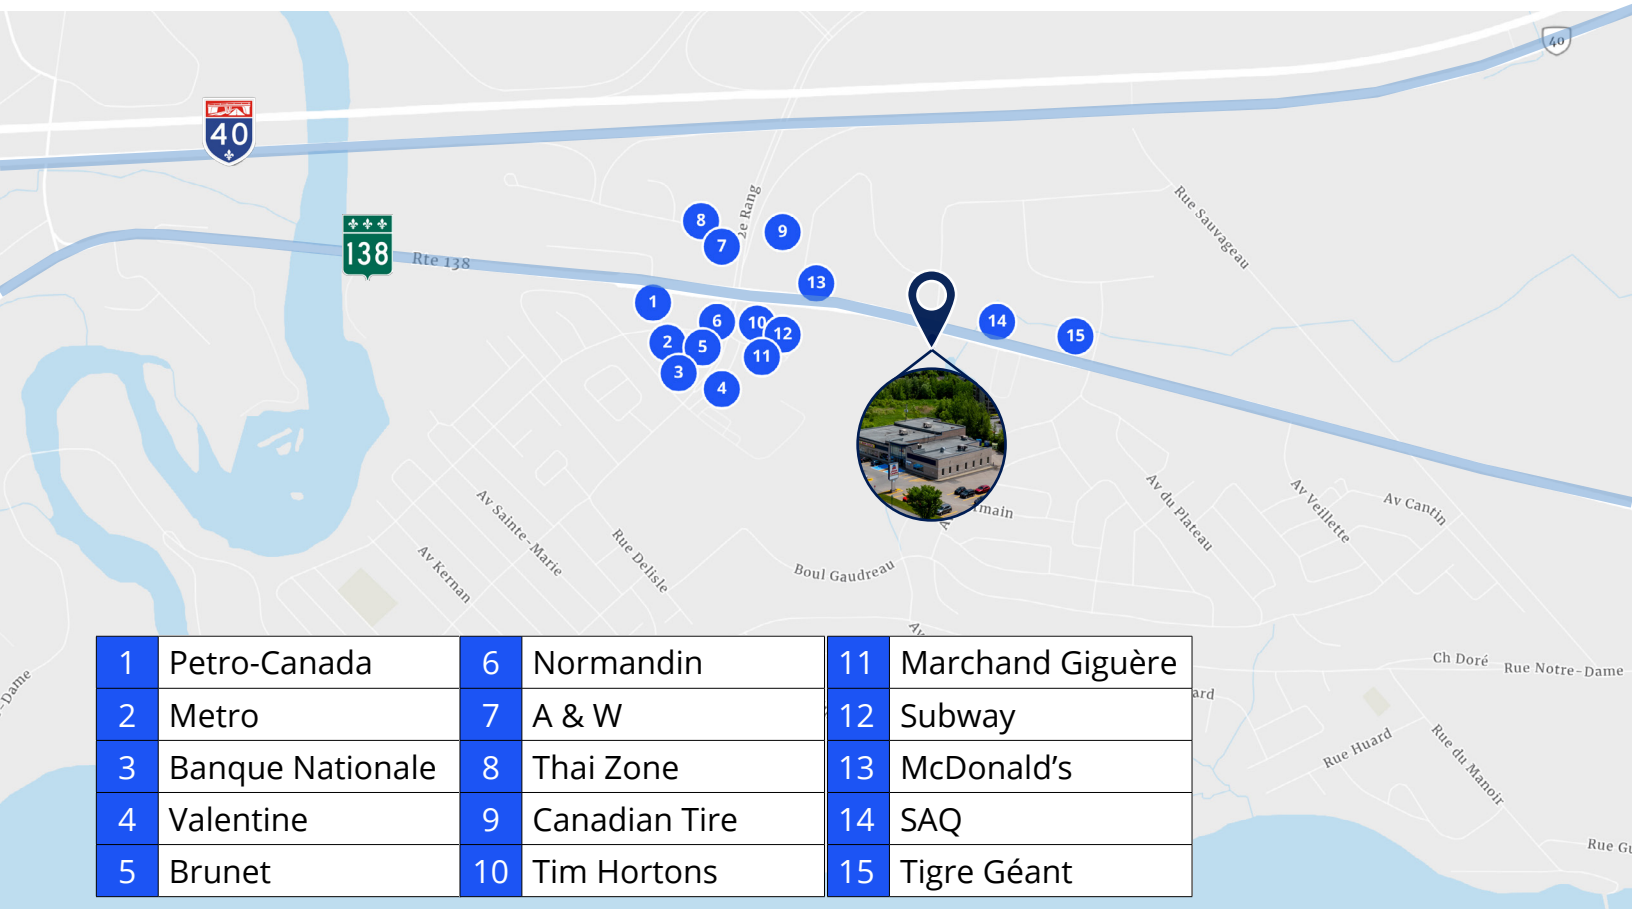 40
40
138
Rte 138
2e Rang
Rue Sauvageau
8
7
9
13
1
6
10
12
2
5
11
3
4
14
15
Av Sainte-Marie
Av Kernan
Rue Delisle
Boul Gaudreau
Av du Plateau
Av Veillette
Av Cantin
Ch Doré
Rue Notre-Dame
Rue Huard
Rue du Manoir
1 Petro-Canada 6 Normandin 11 Marchand Giguère
2 Metro 7 A & W 12 Subway
3 Banque Nationale 8 Thai Zone 13 McDonald’s
4 Valentine 9 Canadian Tire 14 SAQ
5 Brunet 10 Tim Hortons 15 Tigre Géant